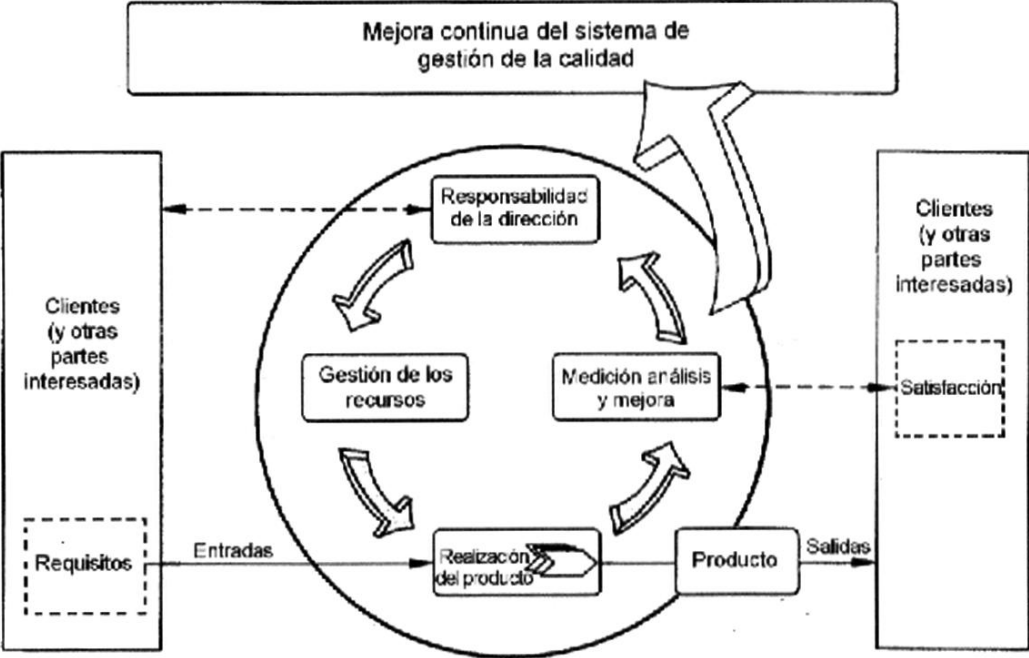 Mejora continua del sistema de
gestión de la calidad
Responsabilidad
de la dirección
Clientes
(y otras
partes
interesadas)
Clientes
(y otras
partes
interesadas)
Gestión de los
recursos
Medición análisis
y mejora
Satisfacción
Requisitos
Entradas
Realización
del producto
Producto
Salidas